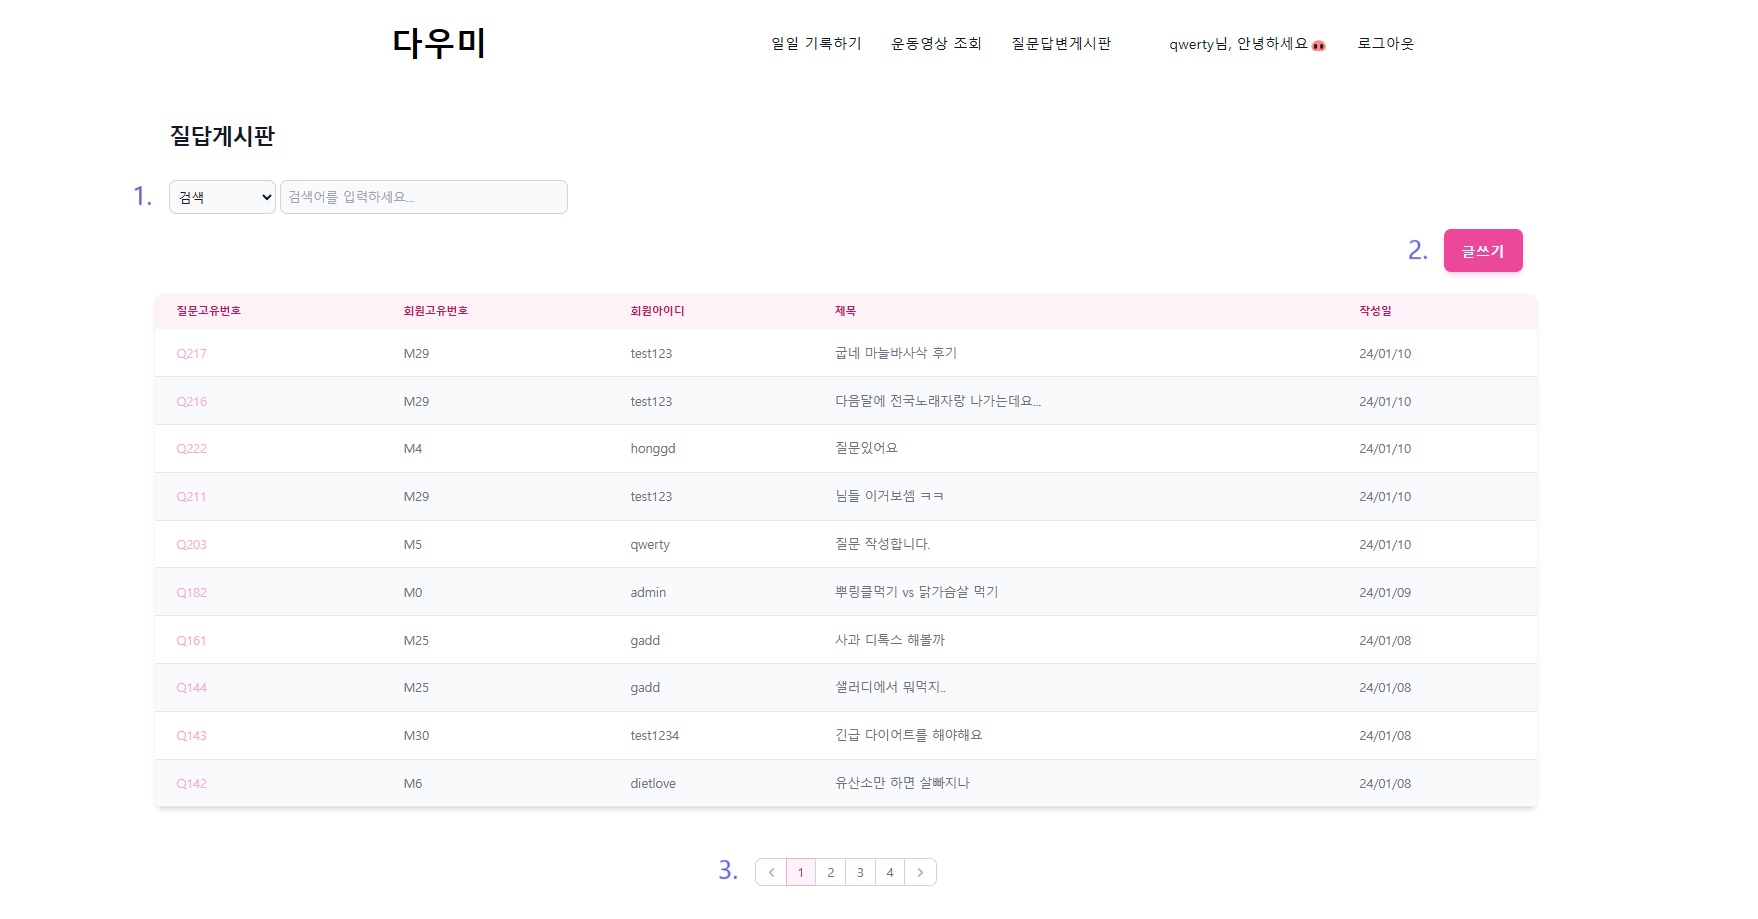 다우미 일일 기록하기 운동영상 조회 질문답변게시판 qwerty님, 안녕하세요🐽 로그아웃
질답게시판
1. 검색 검색어를 입력하세요...
2. 글쓰기
질문고유번호 회원고유번호 회원아이디 제목 작성일
Q217 M29 test123 굽네 마늘바사삭 후기 24/01/10
Q216 M29 test123 다음달에 전국노래자랑 나가는데요... 24/01/10
Q222 M4 honggd 질문있어요 24/01/10
Q211 M29 test123 님들 이거보셈 ㅋㅋ 24/01/10
Q203 M5 qwerty 질문 작성합니다. 24/01/10
Q182 M0 admin 뿌링클먹기 vs 닭가슴살 먹기 24/01/09
Q161 M25 gadd 사과 디톡스 해볼까 24/01/08
Q144 M25 gadd 샐러디에서 뭐먹지.. 24/01/08
Q143 M30 test1234 긴급 다이어트를 해야해요 24/01/08
Q142 M6 dietlove 유산소만 하면 살빠지나 24/01/08
3. < 1 2 3 4 >